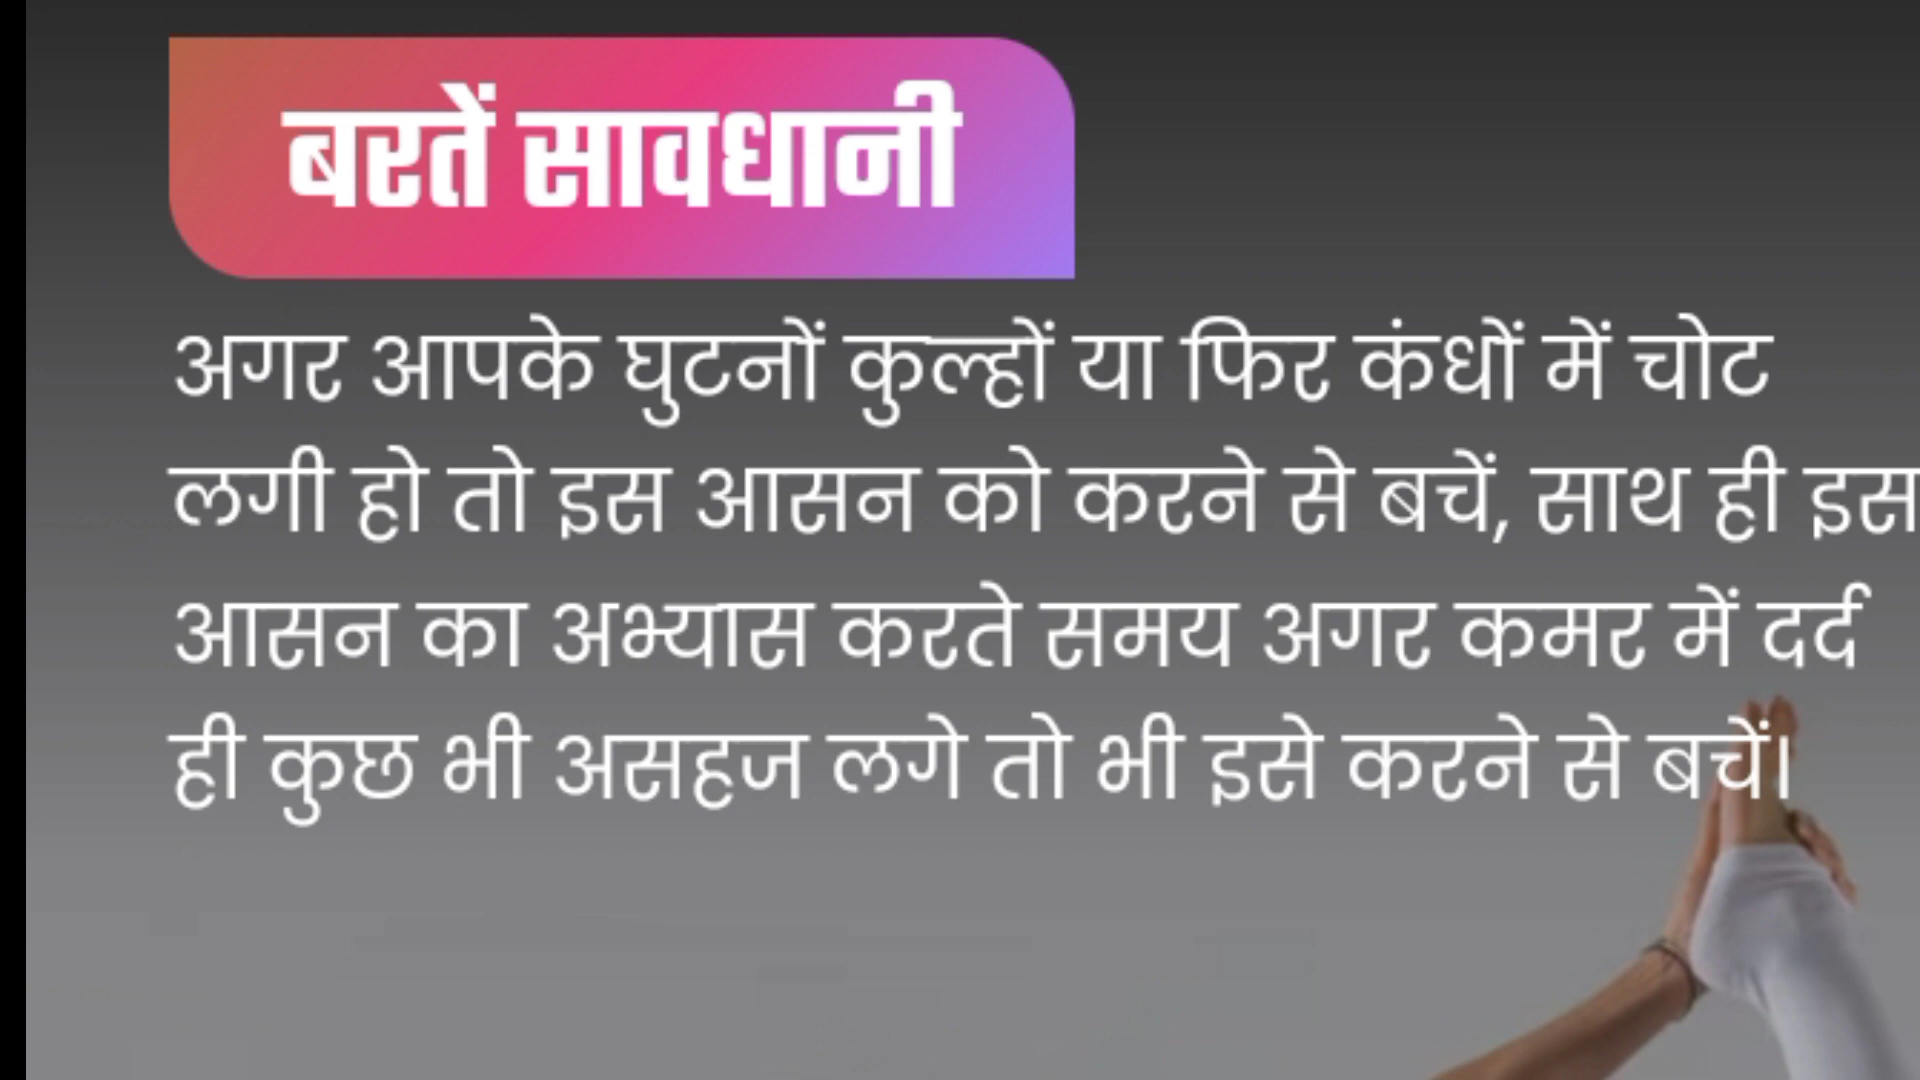 बरतें सावधानी
अगर आपके घुटनों कुल्हों या फिर कंधों में चोट
लगी हो तो इस आसन को करने से बचें, साथ ही इस
आसन का अभ्यास करते समय अगर कमर में दर्द
ही कुछ भी असहज लगे तो भी इसे करने से बचें।